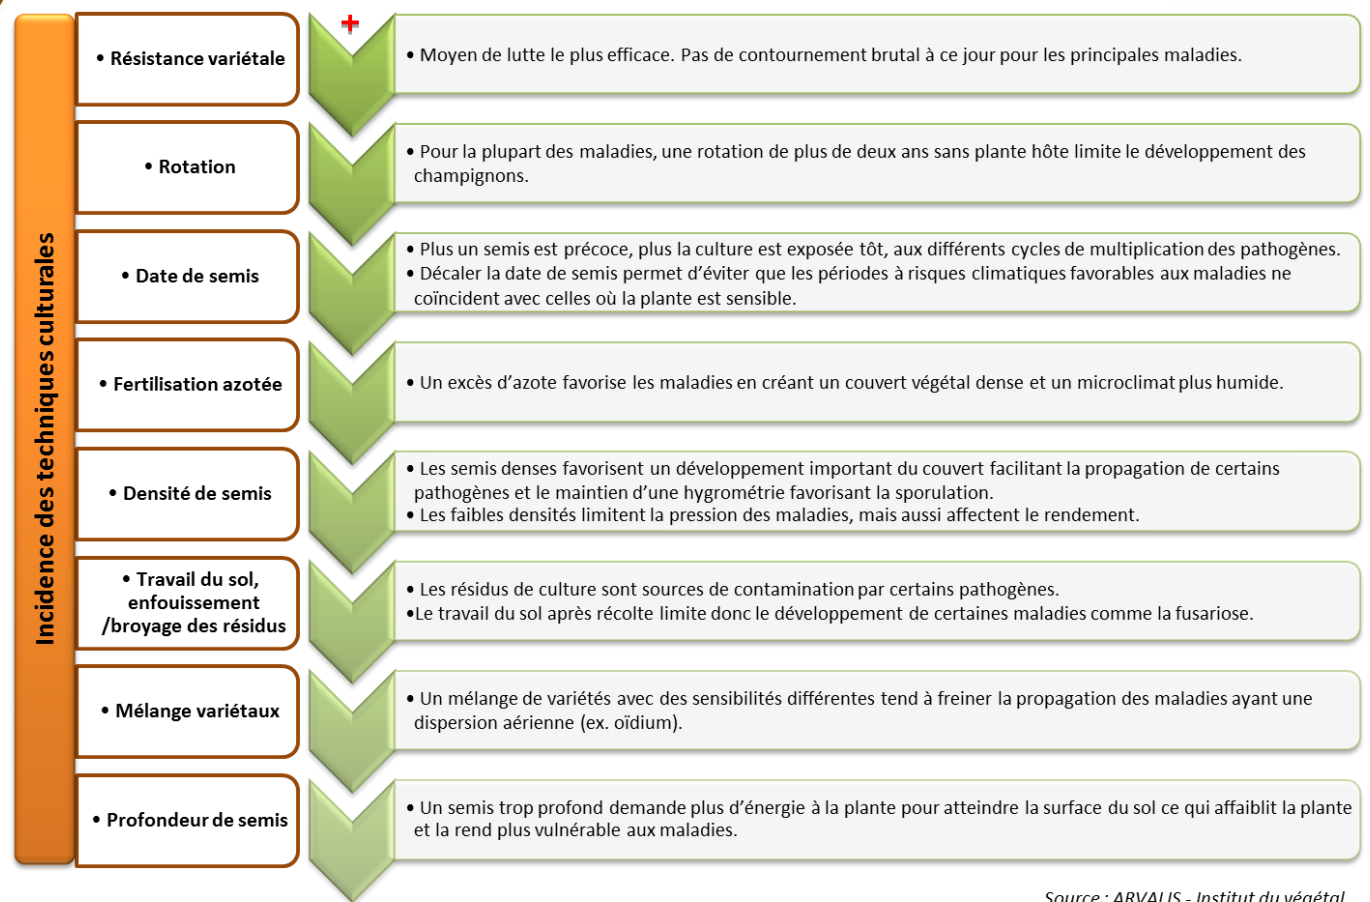 Incidence des techniques culturales
+
• Résistance variétale
• Moyen de lutte le plus efficace. Pas de contournement brutal à ce jour pour les principales maladies.
• Rotation
• Pour la plupart des maladies, une rotation de plus de deux ans sans plante hôte limite le développement des
champignons.
• Date de semis
• Plus un semis est précoce, plus la culture est exposée tôt, aux différents cycles de multiplication des pathogènes.
• Décaler la date de semis permet d’éviter que les périodes à risques climatiques favorables aux maladies ne
coïncident avec celles où la plante est sensible.
• Fertilisation azotée
• Un excès d’azote favorise les maladies en créant un couvert végétal dense et un microclimat plus humide.
• Densité de semis
• Les semis denses favorisent un développement important du couvert facilitant la propagation de certains
pathogènes et le maintien d’une hygrométrie favorisant la sporulation.
• Les faibles densités limitent la pression des maladies, mais aussi affectent le rendement.
• Travail du sol,
enfouissement
/broyage des résidus
• Les résidus de culture sont sources de contamination par certains pathogènes.
•Le travail du sol après récolte limite donc le développement de certaines maladies comme la fusariose.
• Mélange variétaux
• Un mélange de variétés avec des sensibilités différentes tend à freiner la propagation des maladies ayant une
dispersion aérienne (ex. oïdium).
• Profondeur de semis
• Un semis trop profond demande plus d’énergie à la plante pour atteindre la surface du sol ce qui affaiblit la plante
et la rend plus vulnérable aux maladies.
Source : ARVALIS - Institut du végétal